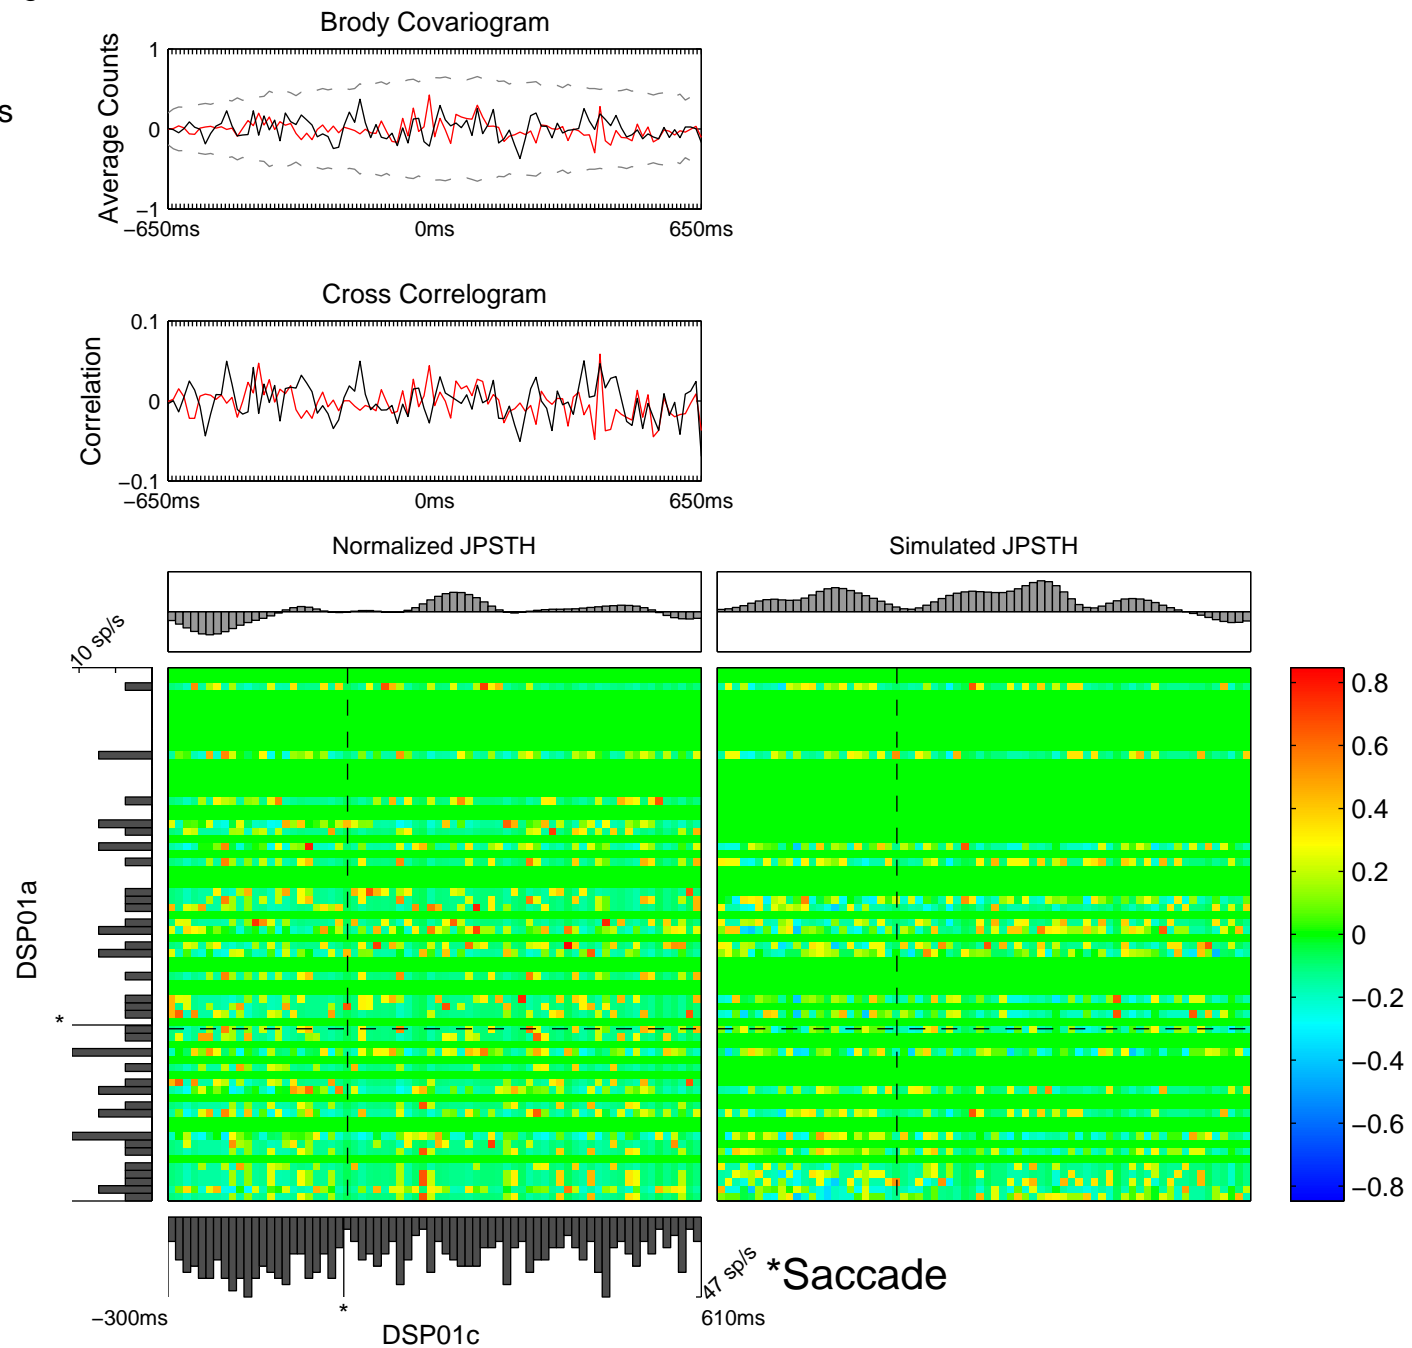 g
Brody Covariogram
s
Average Counts
1
0
−1
−650ms
0ms
650ms
Cross Correlogram
Correlation
0.1
0
−0.1
−650ms
0ms
650ms
Normalized JPSTH
Simulated JPSTH
10 sp/s
DSP01a
*
0.8
0.6
0.4
0.2
0
−0.2
−0.4
−0.6
−0.8
47 sp/s
*Saccade
−300ms
*
610ms
DSP01c